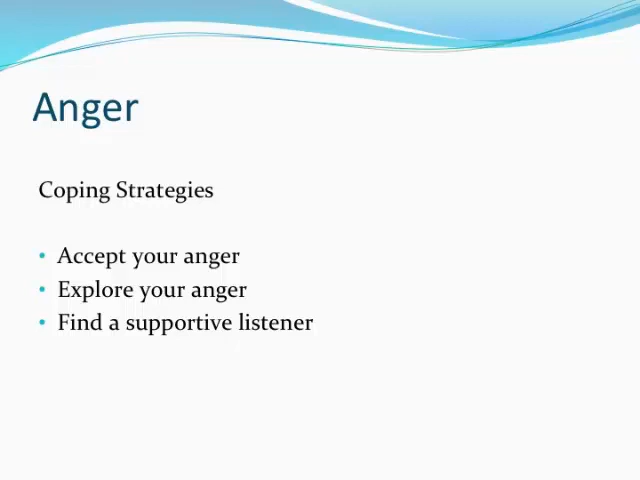 Anger
Coping Strategies
• Accept your anger
• Explore your anger
• Find a supportive listener